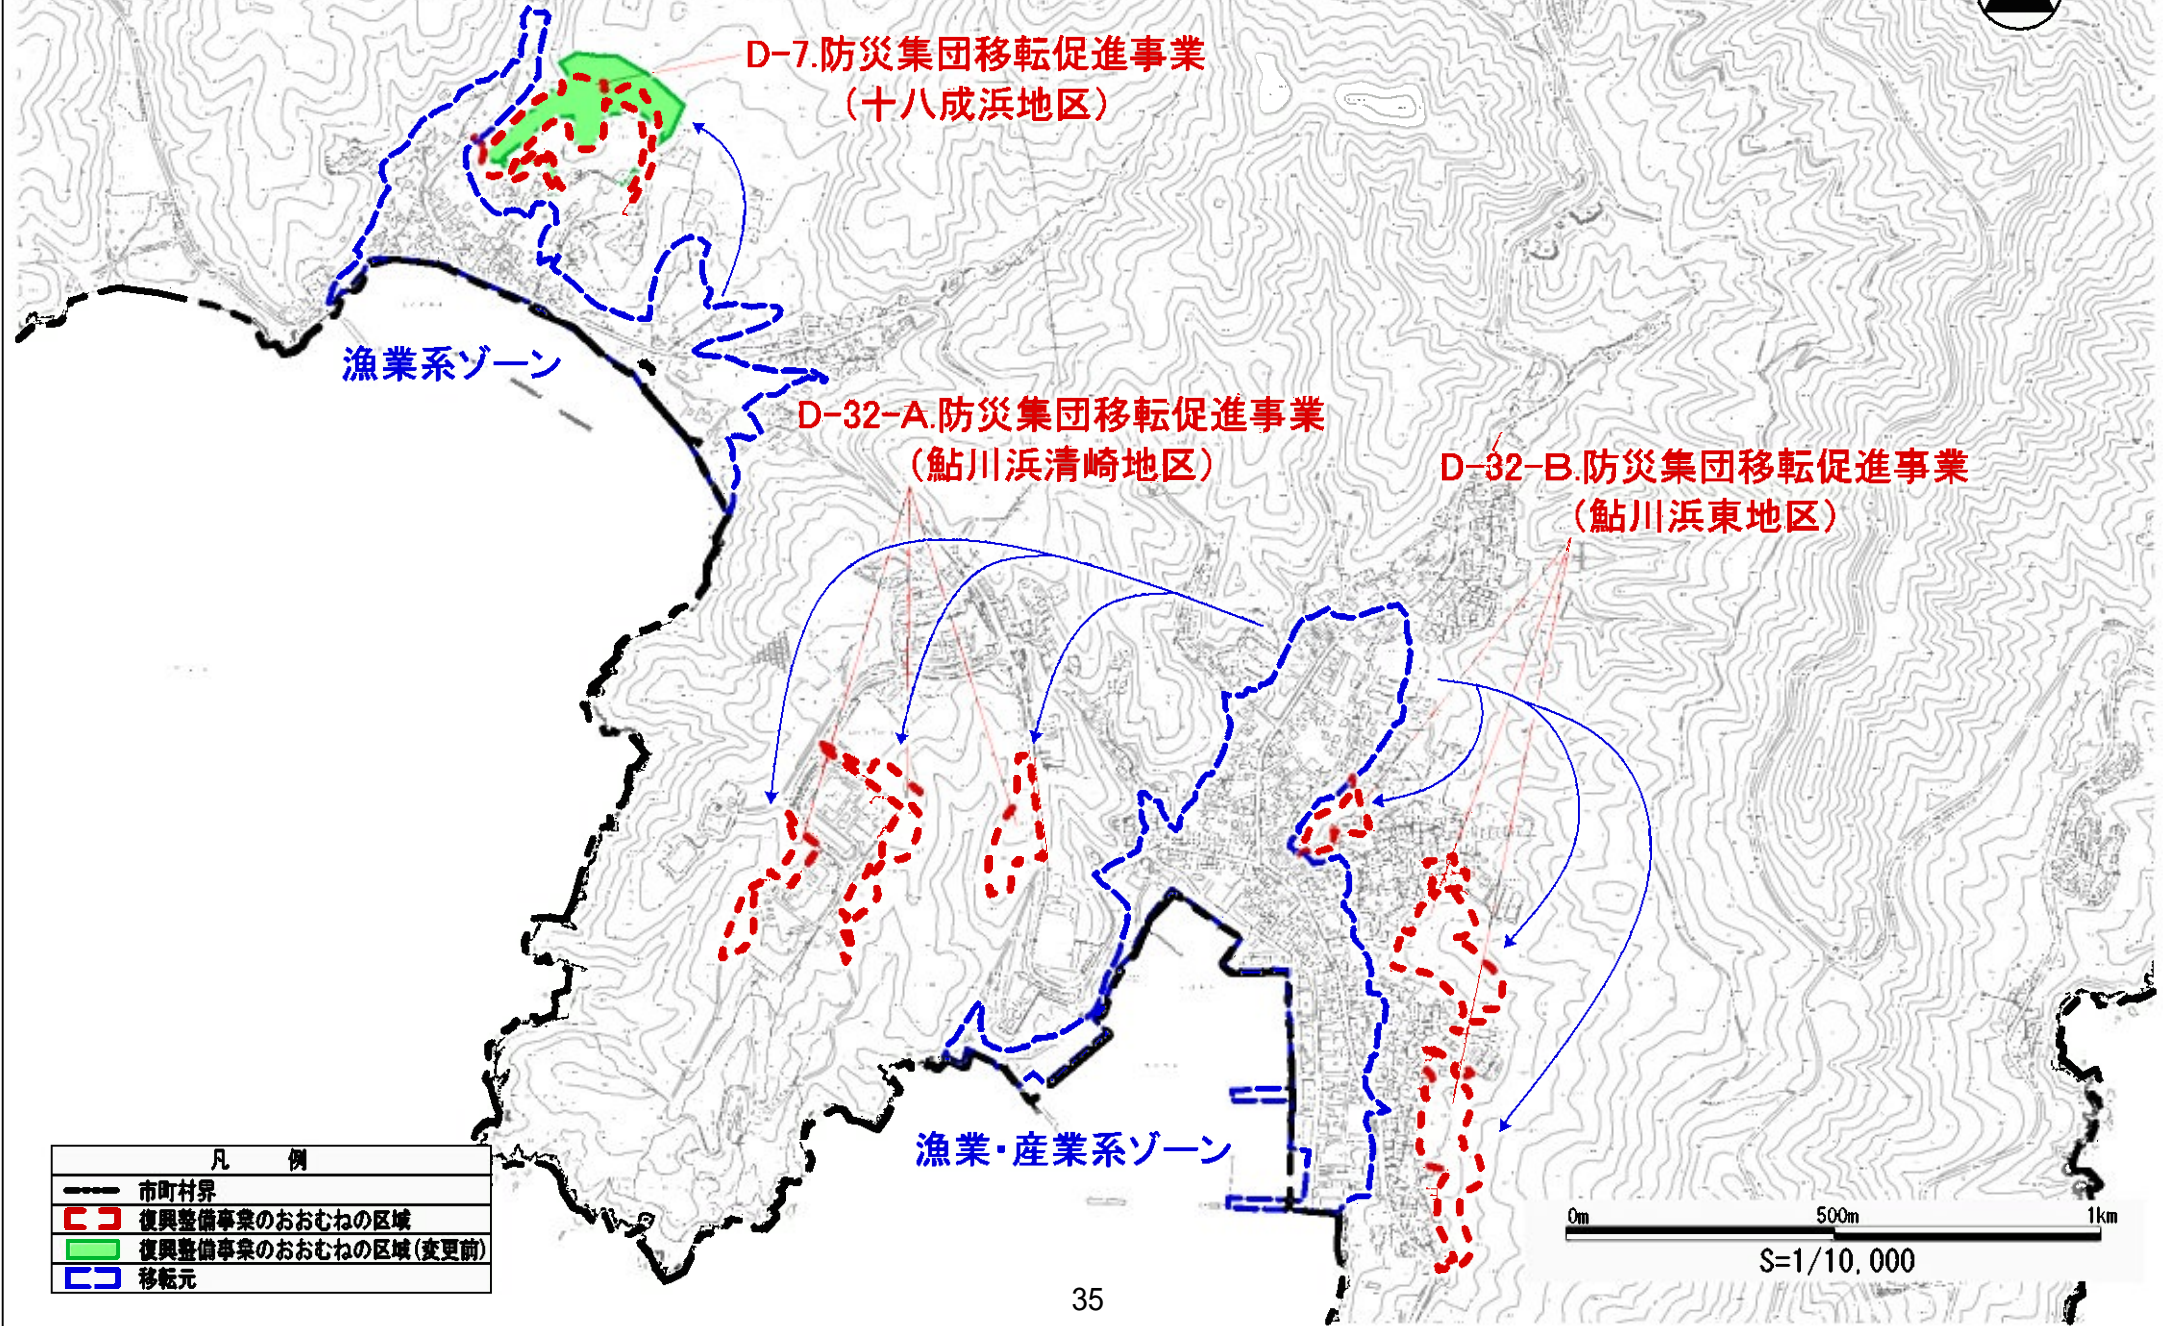 D-7.防災集団移転促進事業
(十八成浜地区)
漁業系ゾーン
D-32-A.防災集団移転促進事業
(鮎川浜清崎地区)
D-32-B.防災集団移転促進事業
(鮎川浜東地区)
漁業・産業系ゾーン
凡 例
市町村界
復興整備事業のおおむねの区域
復興整備事業のおおむねの区域(変更前)
移転元
0m 500m 1km
S=1/10,000
35